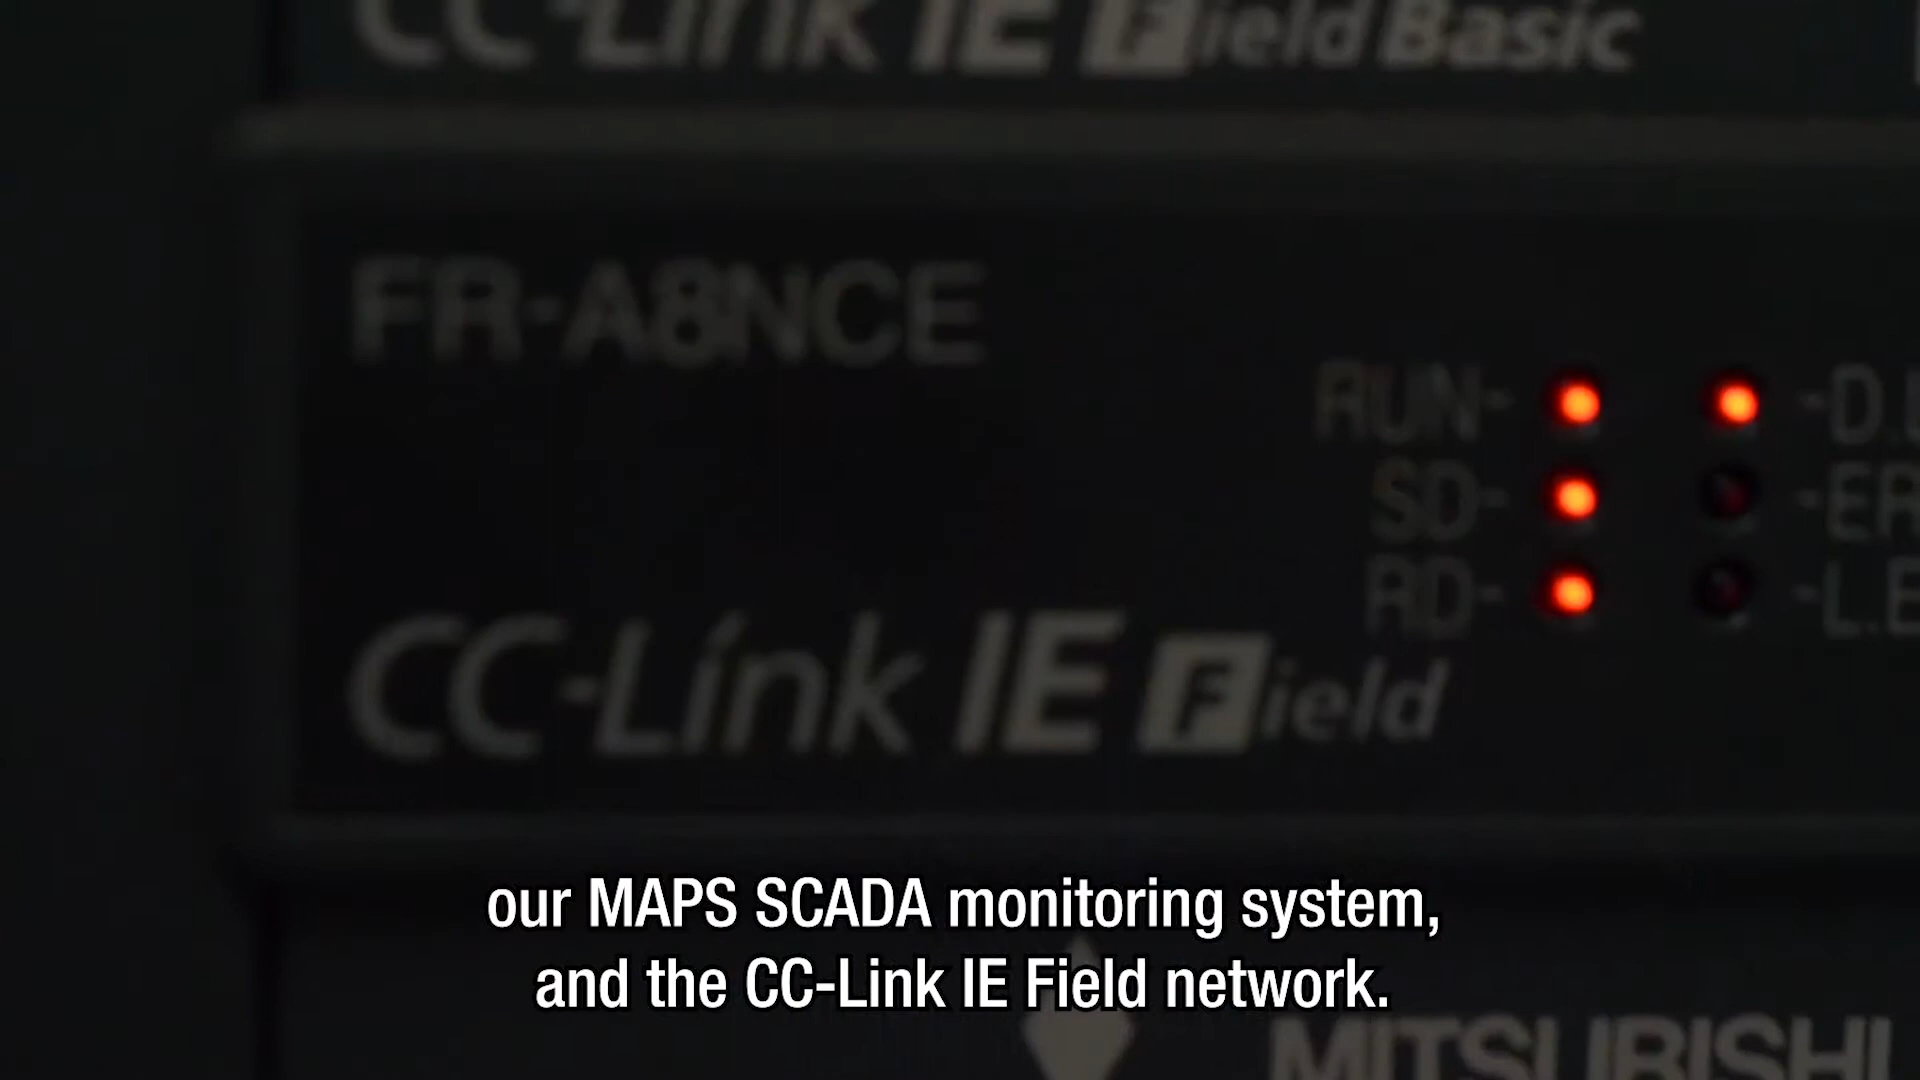 CC-Link IE Field Basic
FR-A8NCE
RUN-
SD-
-ER
RD-
-L.E
CC-Link IE Field
our MAPS SCADA monitoring system,
and the CC-Link IE Field network.
MITSUBISHI